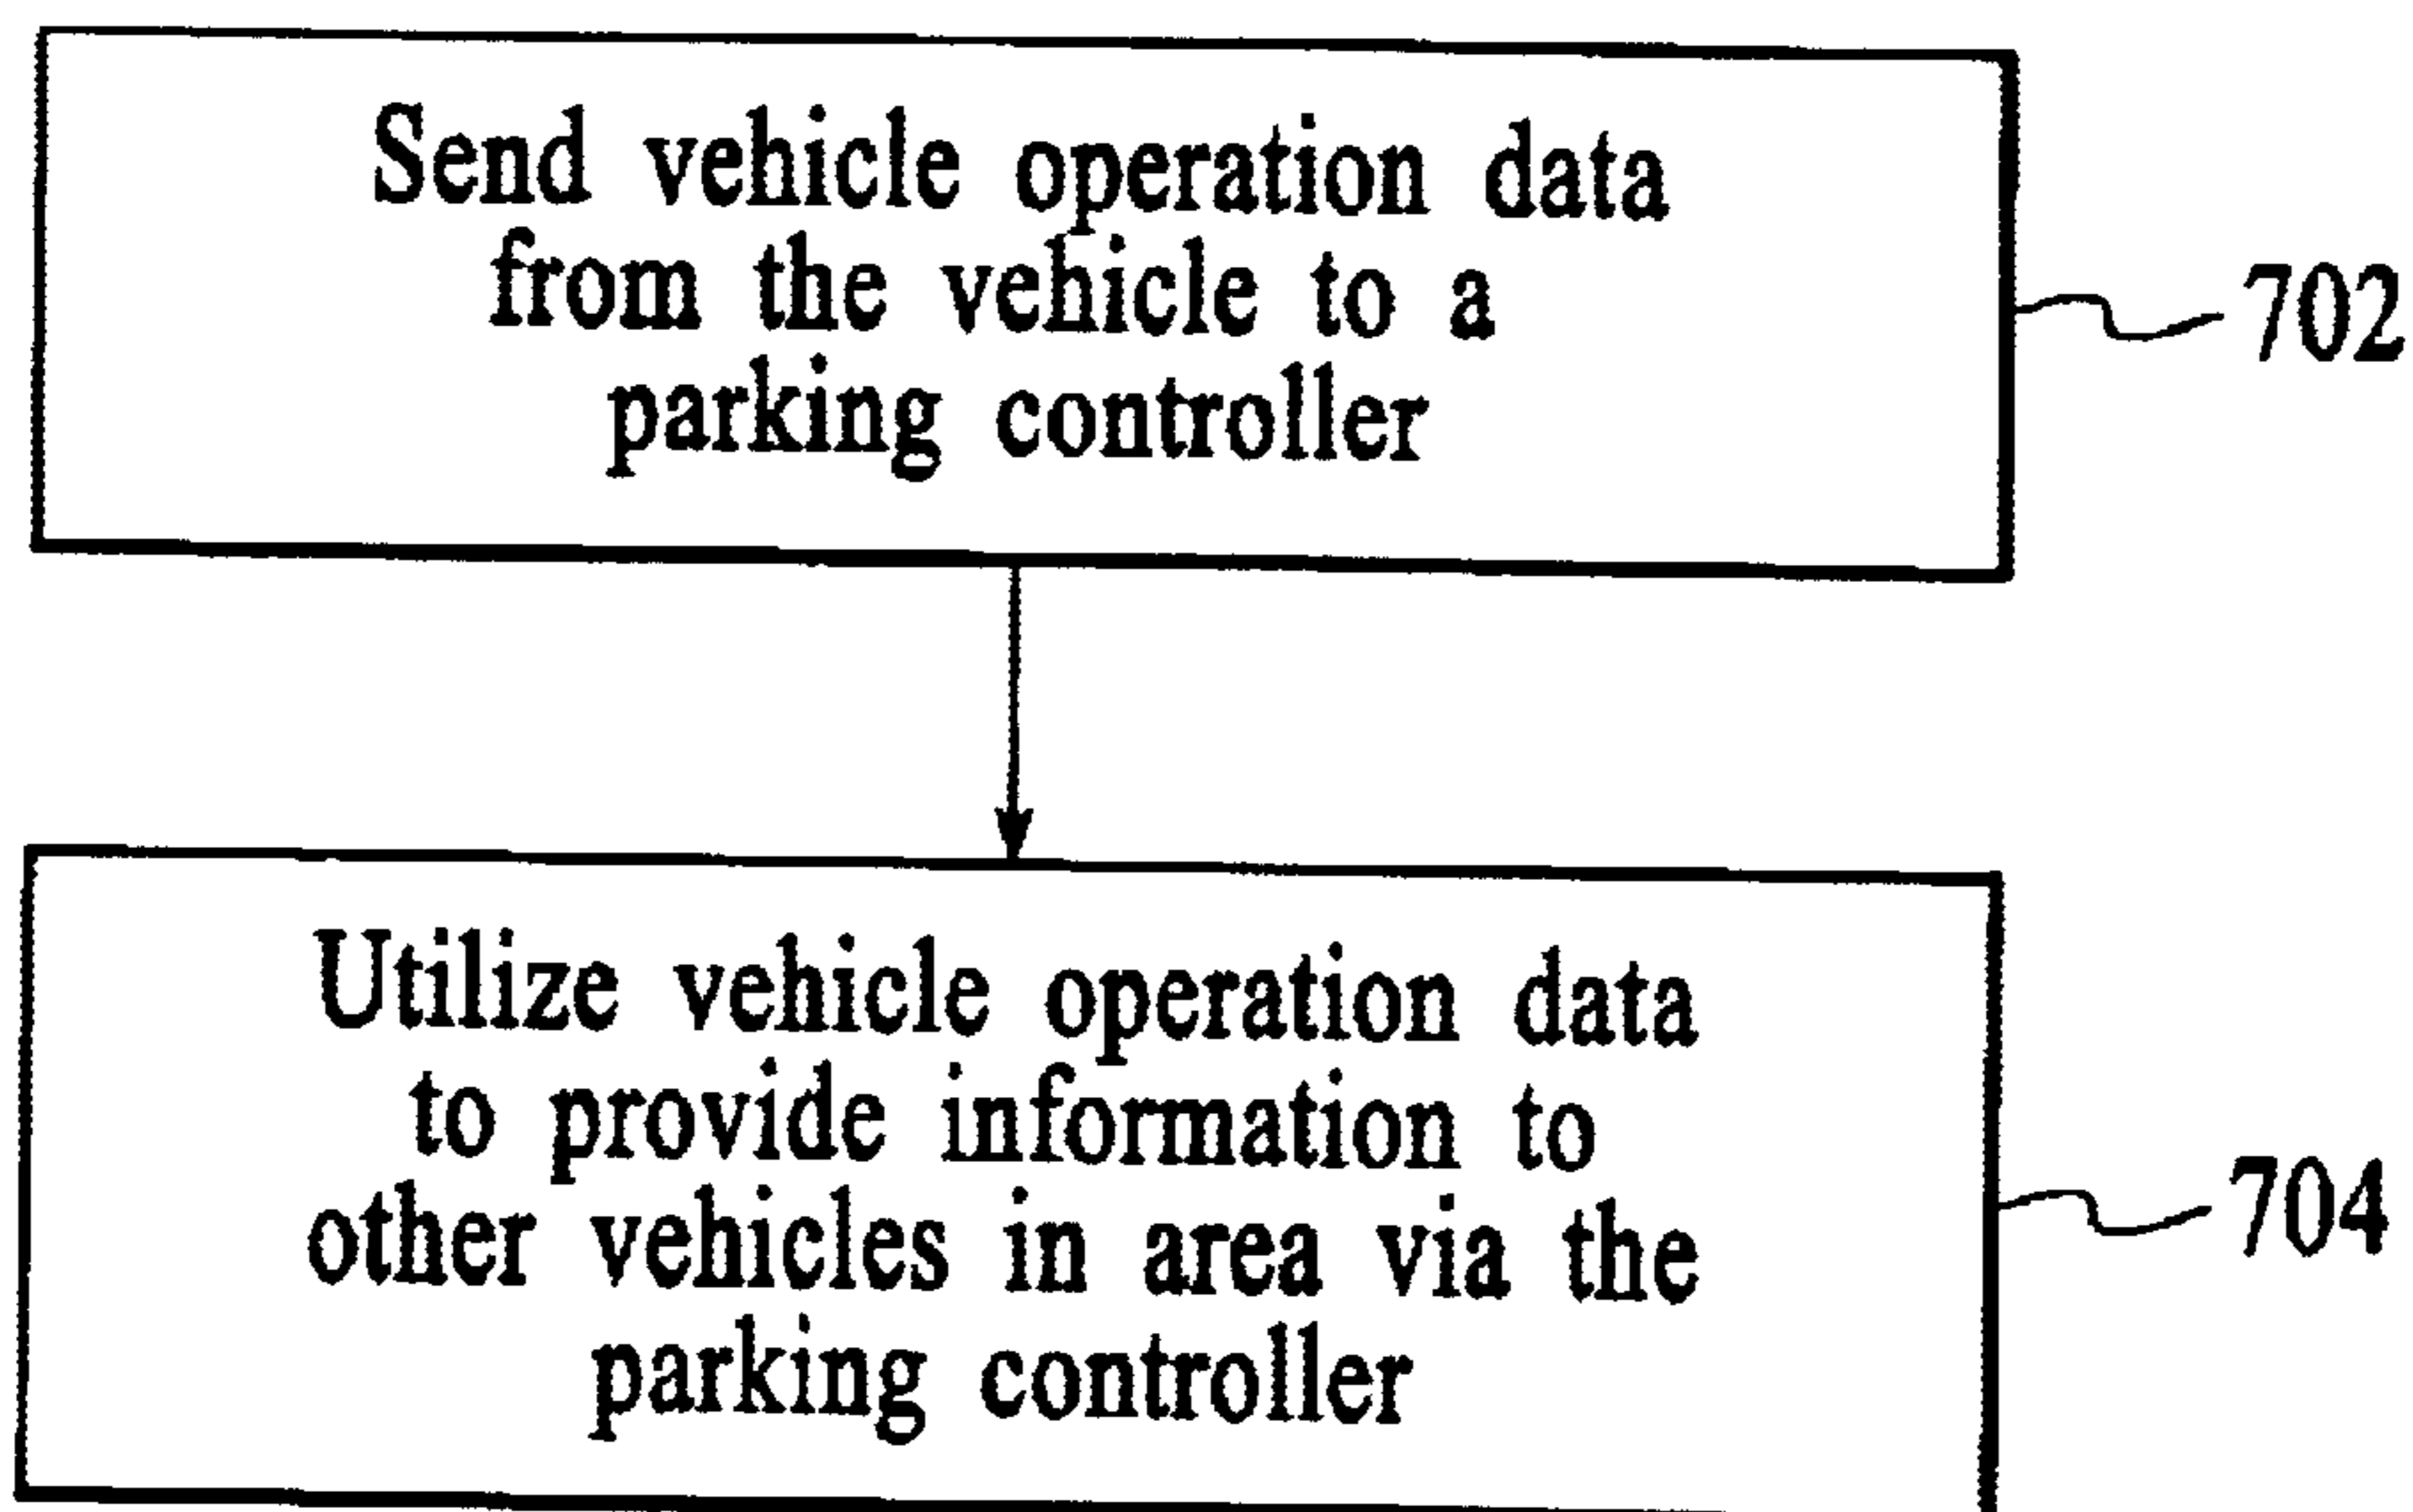 Send vehicle operation data
from the vehicle to a
parking controller
702
Utilize vehicle operation data
to provide information to
other vehicles in area via the
parking controller
704